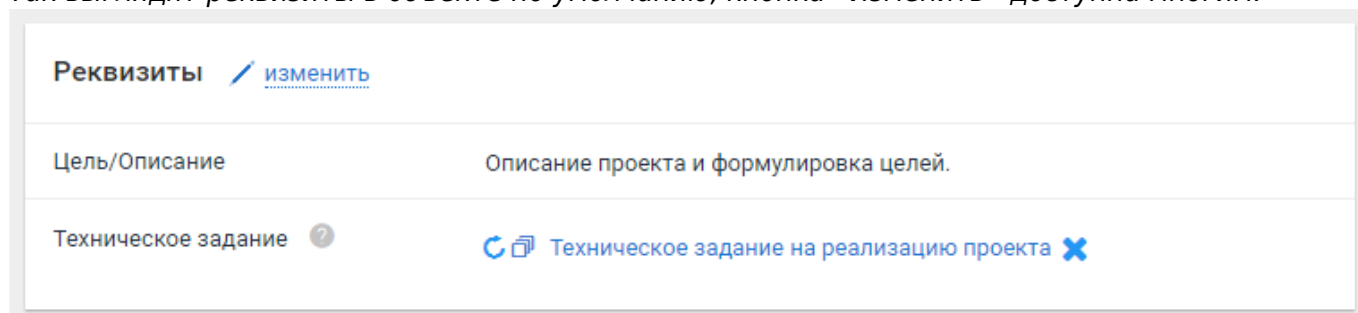 Реквизиты изменить
Цель/Описание Описание проекта и формулировка целей.
Техническое задание ? Техническое задание на реализацию проекта